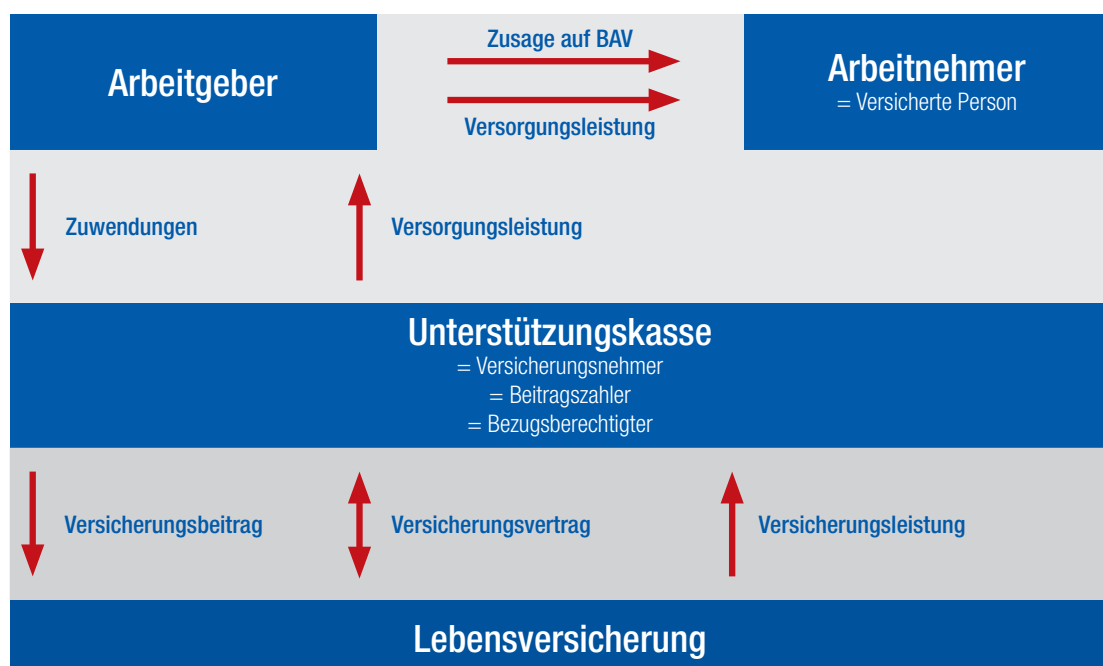 Arbeitgeber
Zusage auf BAV
Versorgungsleistung
Arbeitnehmer
= Versicherte Person
Zuwendungen
Versorgungsleistung
Unterstützungskasse
= Versicherungsnehmer
= Beitragszahler
= Bezugsberechtigter
Versicherungsbeitrag
Versicherungsvertrag
Versicherungsleistung
Lebensversicherung